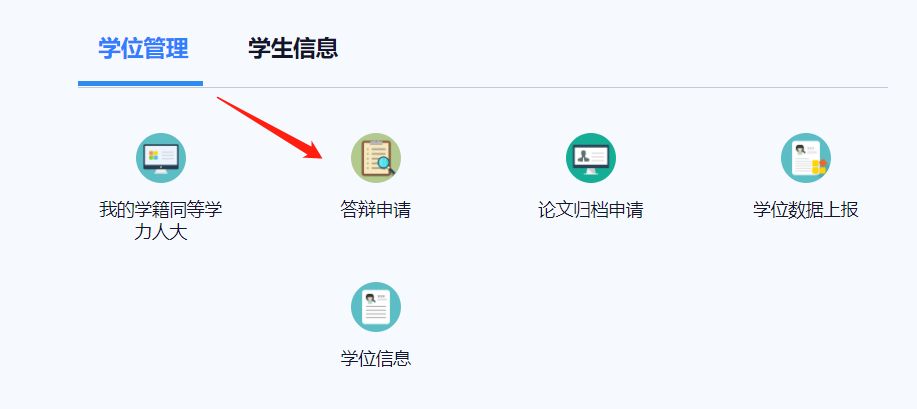 学位管理 学生信息
我的学籍同等学
力人大
答辩申请
论文归档申请
学位数据上报
学位信息